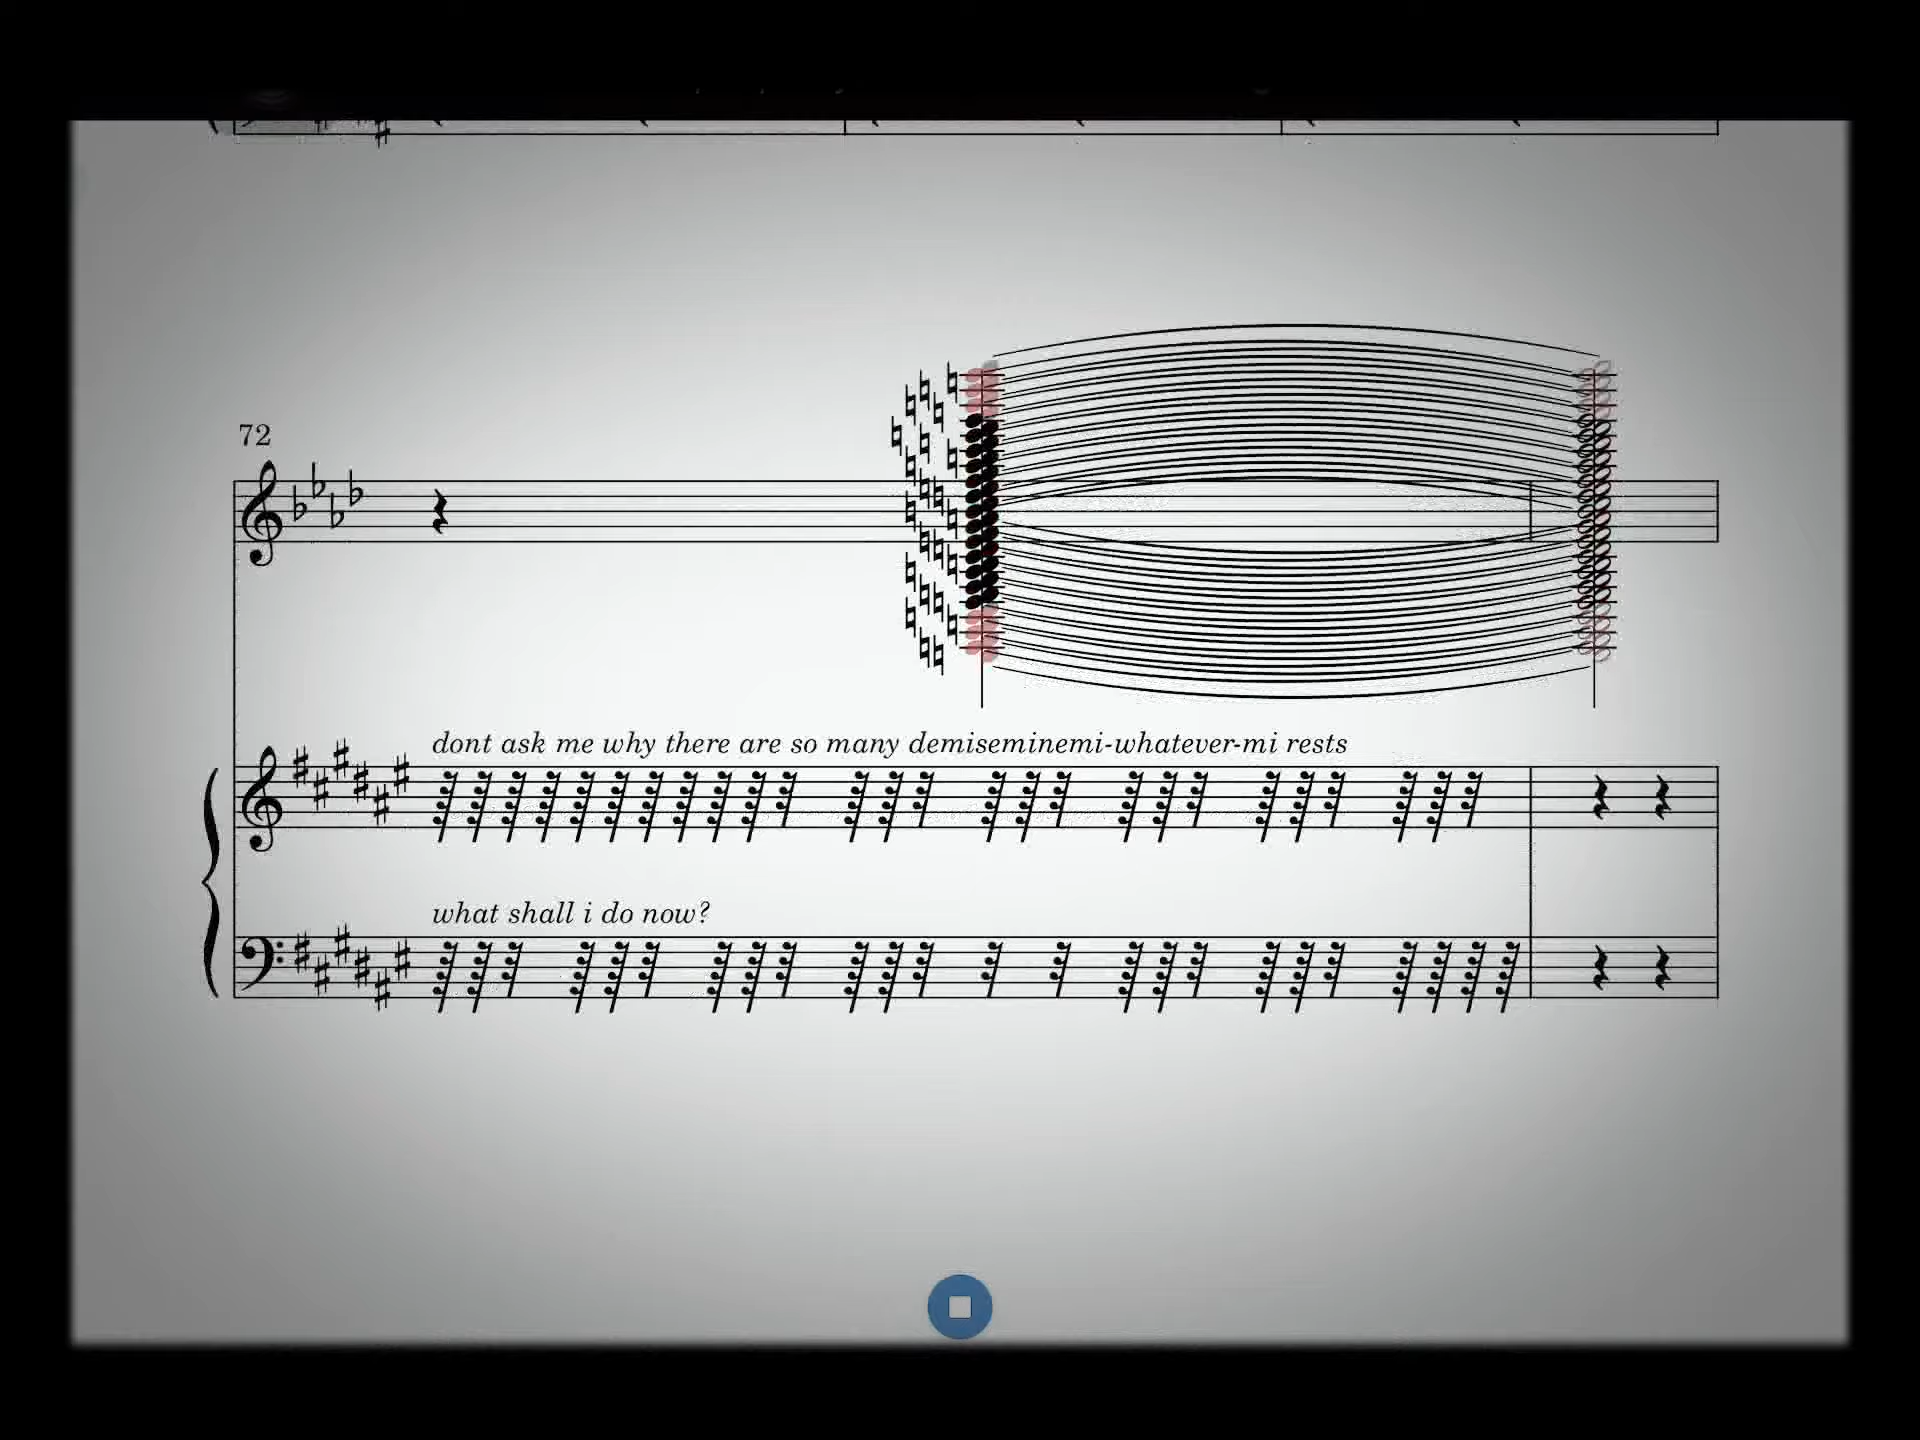 72
dont ask me why there are so many demiseminemi-whatever-mi rests
what shall i do now?